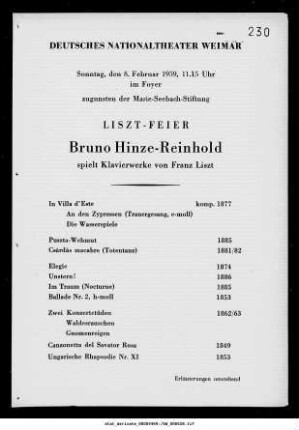 230
DEUTSCHES NATIONALTHEATER WEIMAR
Sonntag, den 8. Februar 1959, 11.15 Uhr
im Foyer
zugunsten der Marie-Seebach-Stiftung
LISZT-FEIER
Bruno Hinze-Reinhold
spielt Klavierwerke von Franz Liszt
In Villa d'Este komp. 1877
An den Zypressen (Trauergesang, e-moll)
Die Wasserspiele
Puszta-Wehmut 1885
Csárdás macabre (Totentanz) 1881/82
Elegie 1874
Unstern! 1886
Im Traum (Nocturne) 1885
Ballade Nr. 2, h-moll 1853
Zwei Konzertetüden 1862/63
Waldesrauschen
Gnomenreigen
Canzonetta del Savator Rosa 1849
Ungarische Rhapsodie Nr. XI 1853
Erläuterungen umstehend